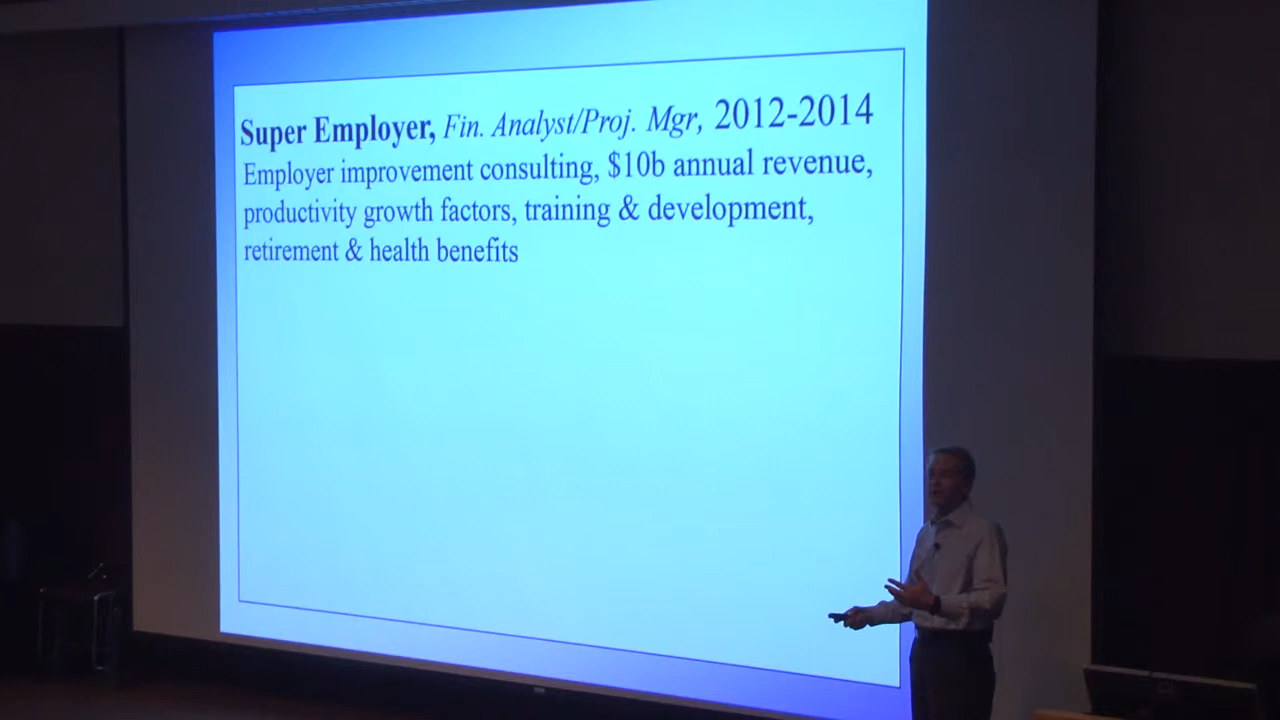 Super Employer, Fin. Analyst/Proj. Mgr, 2012-2014
Employer improvement consulting, $10b annual revenue,
productivity growth factors, training & development,
retirement & health benefits